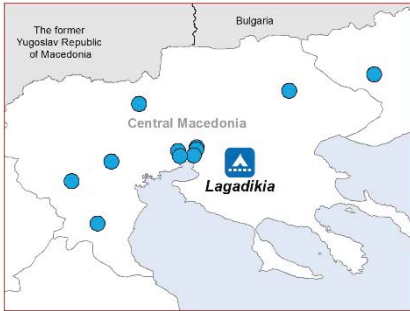 The former
Yugoslav Republic
of Macedonia
Bulgaria
Central Macedonia
Lagadikia